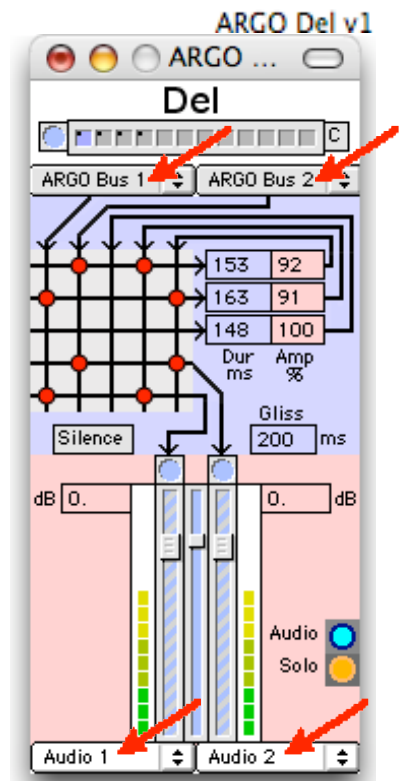 ARGO Del v1
ARGO ...
Del
C
ARGO Bus 1 ARGO Bus 2
153 92
163 91
148 100
Dur Amp
ms %
Gliss
Silence 200 ms
dB 0. 0. dB
Audio
Solo
Audio 1 Audio 2